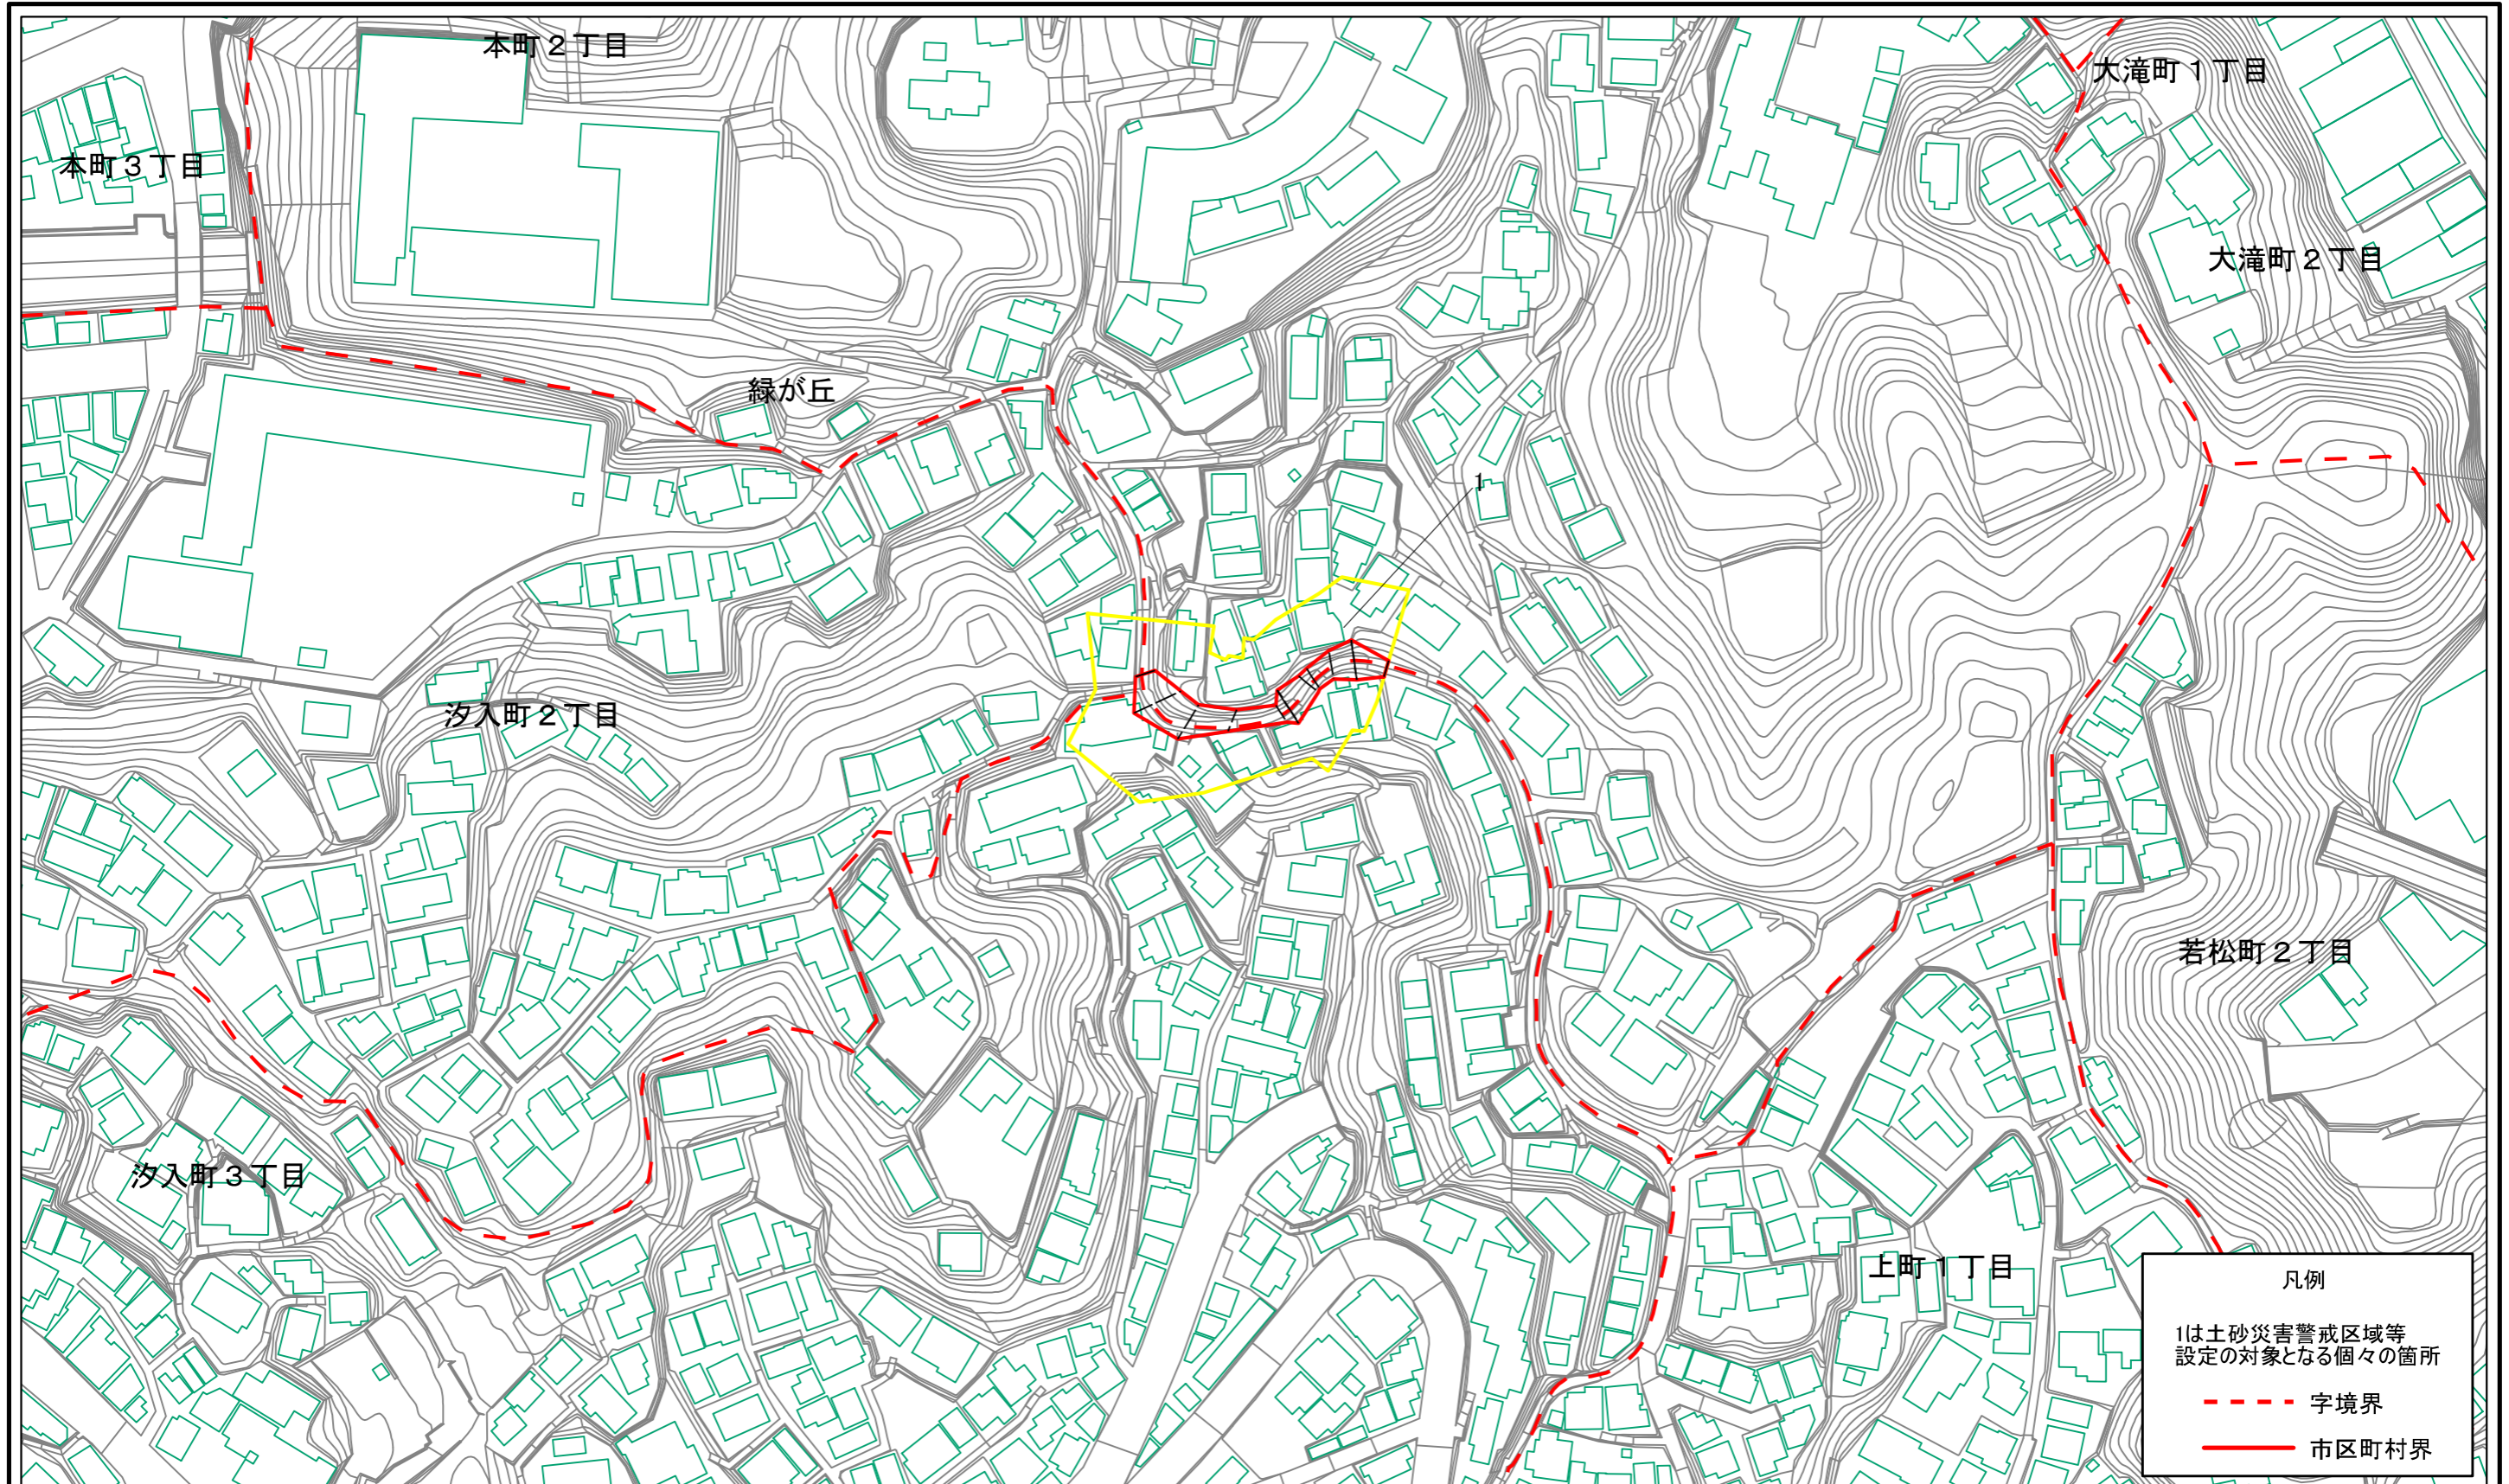 本町２丁目
大滝町１丁目
本町３丁目
大滝町２丁目
緑が丘
1
汐入町２丁目
若松町２丁目
汐入町３丁目
上町１丁目
凡例
1は土砂災害警戒区域等
設定の対象となる個々の箇所
字境界
市区町村界